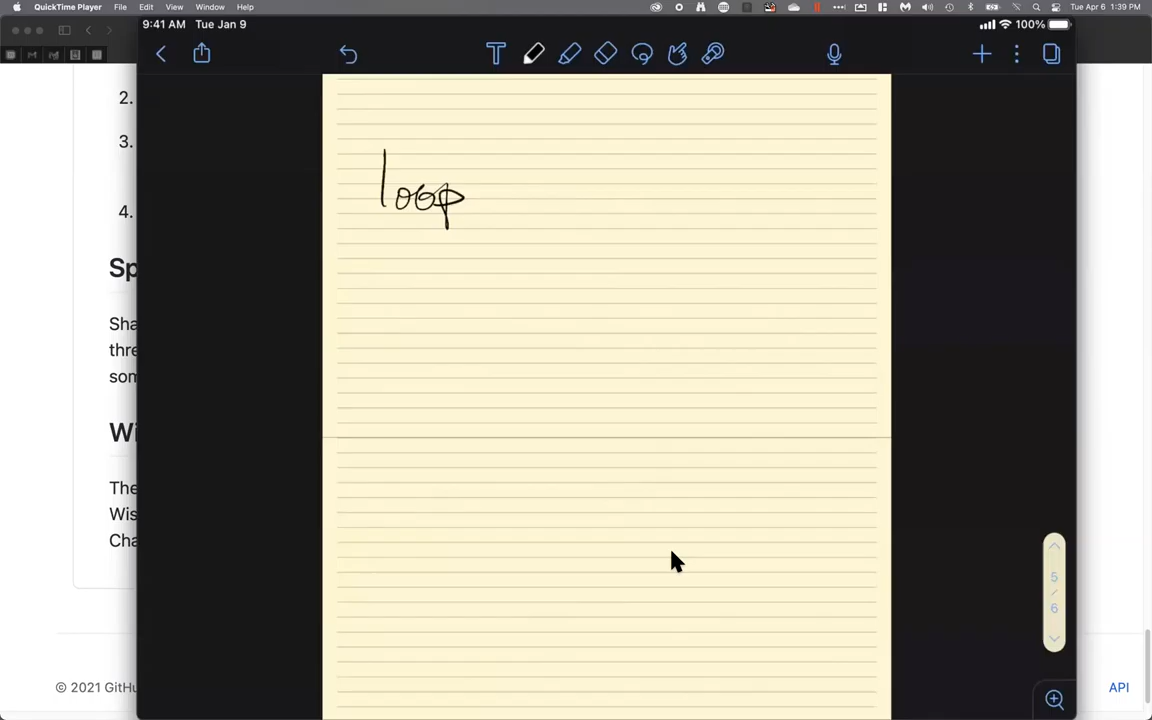 QuickTime Player File Edit View Window Help Tue Apr 6 1:39 PM
9:41 AM Tue Jan 9 100%
loop
2.
3.
4.
Sp
Sha
thre
som
Wi
The
Wis
Cha
5
6
© 2021 GitHu
API